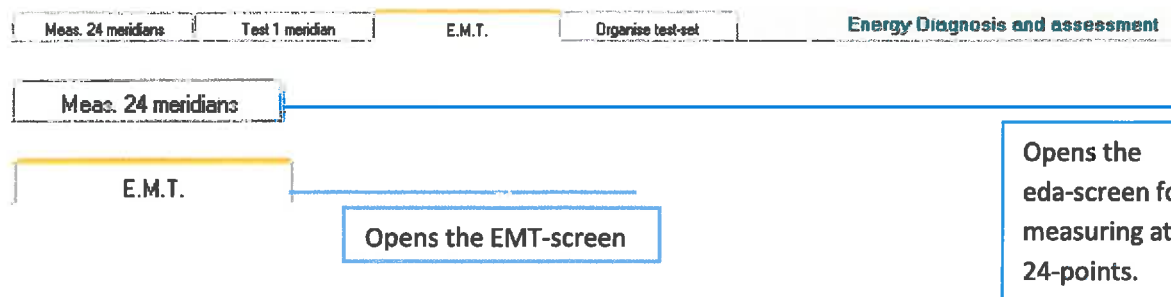 Meas. 24 meridians Test 1 meridian E.M.T. Organise test-set Energy Diagnosis and assessment
Meas. 24 meridians
Opens the
E.M.T.
eda-screen
measuring at
Opens the EMT-screen
24-points.